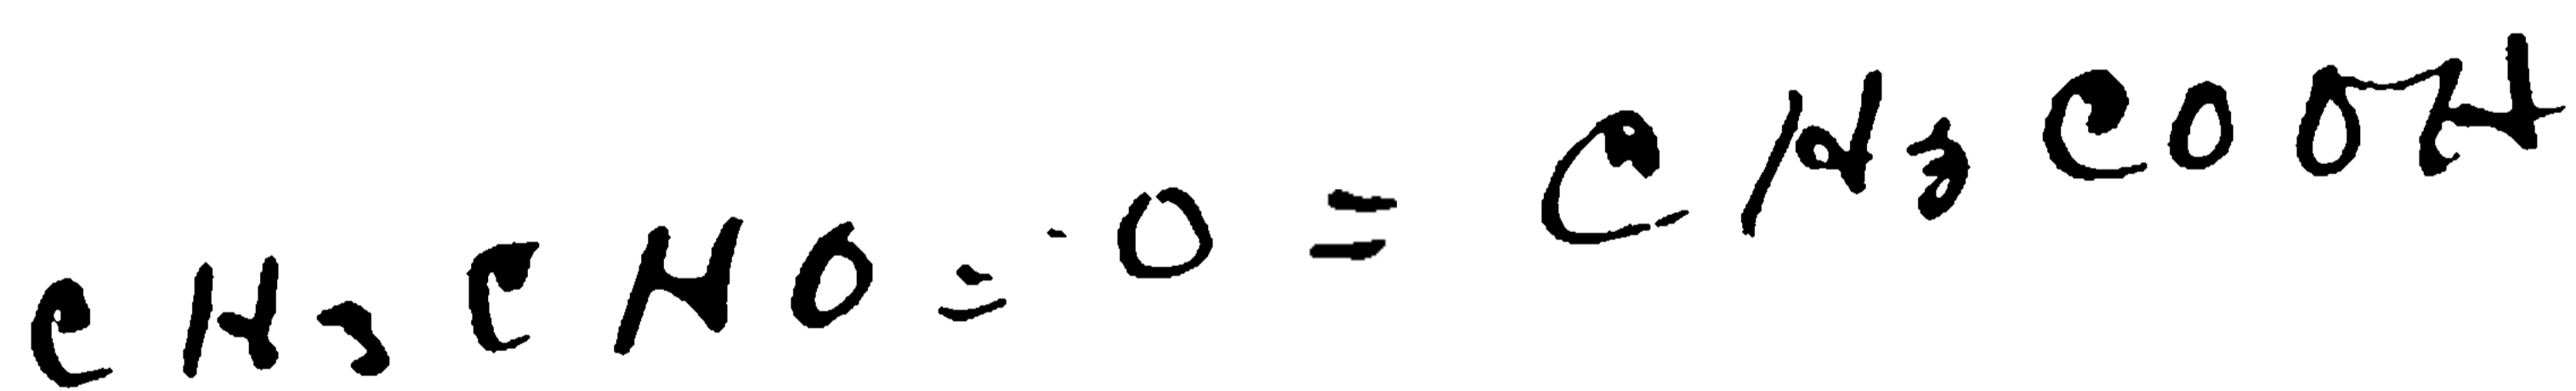 CH3CHO = -O = CH3COOH